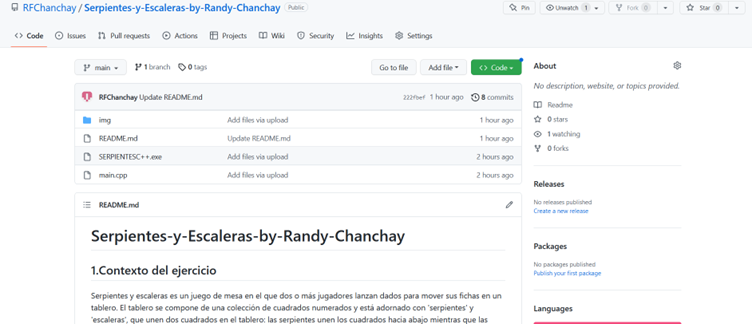 RFChanchay / Serpientes-y-Escaleras-by-Randy-Chanchay Public
Pin Unwatch 1 Fork 0 Star 0
Code Issues Pull requests Actions Projects Wiki Security Insights Settings
main 1 branch 0 tags Go to file Add file Code
RFChanchay Update README.md 222fbef 1 hour ago 8 commits
img Add files via upload 1 hour ago
README.md Update README.md 1 hour ago
SERPIENTESC++.exe Add files via upload 2 hours ago
main.cpp Add files via upload 2 hours ago
README.md
Serpientes-y-Escaleras-by-Randy-Chanchay
1.Contexto del ejercicio
Serpientes y escaleras es un juego de mesa en el que dos o más jugadores lanzan dados para mover sus fichas en un
tablero. El tablero se compone de una colección de cuadrados numerados y está adornado con 'serpientes' y
'escaleras', que unen dos cuadrados en el tablero: las serpientes unen los cuadrados hacia abajo mientras que las
About
No description, website, or topics provided.
Readme
0 stars
1 watching
0 forks
Releases
No releases published
Create a new release
Packages
No packages published
Publish your first package
Languages